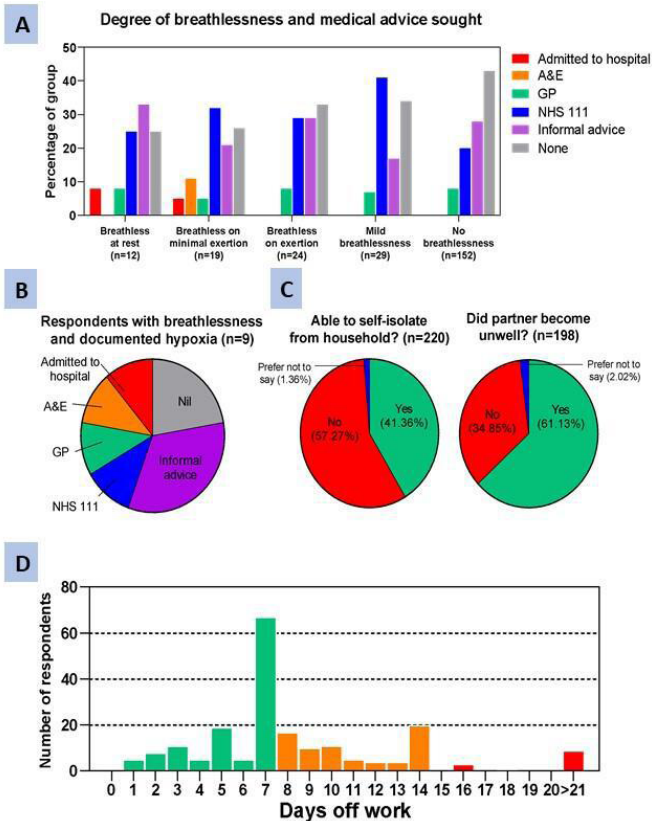 A
Degree of breathlessness and medical advice sought
Percentage of group
50
40
30
20
10
0
Breathless
at rest
(n=12)
Breathless on
minimal exertion
(n=19)
Breathless
on exertion
(n=24)
Mild
breathlessness
(n=29)
No
breathlessness
(n=152)
Admitted to hospital
A&E
GP
NHS 111
Informal advice
None
B
Respondents with breathlessness
and documented hypoxia (n=9)
Admitted to
hospital
A&E
GP
NHS 111
Nil
Informal
advice
C
Able to self-isolate
from household? (n=220)
Prefer not to
say (1.36%)
No
(57.27%)
Yes
(41.36%)
Did partner become
unwell? (n=198)
Prefer not to
say (2.02%)
No
(34.85%)
Yes
(61.13%)
D
Number of respondents
80
60
40
20
0
0 1 2 3 4 5 6 7 8 9 10 11 12 13 14 15 16 17 18 19 20 >21
Days off work